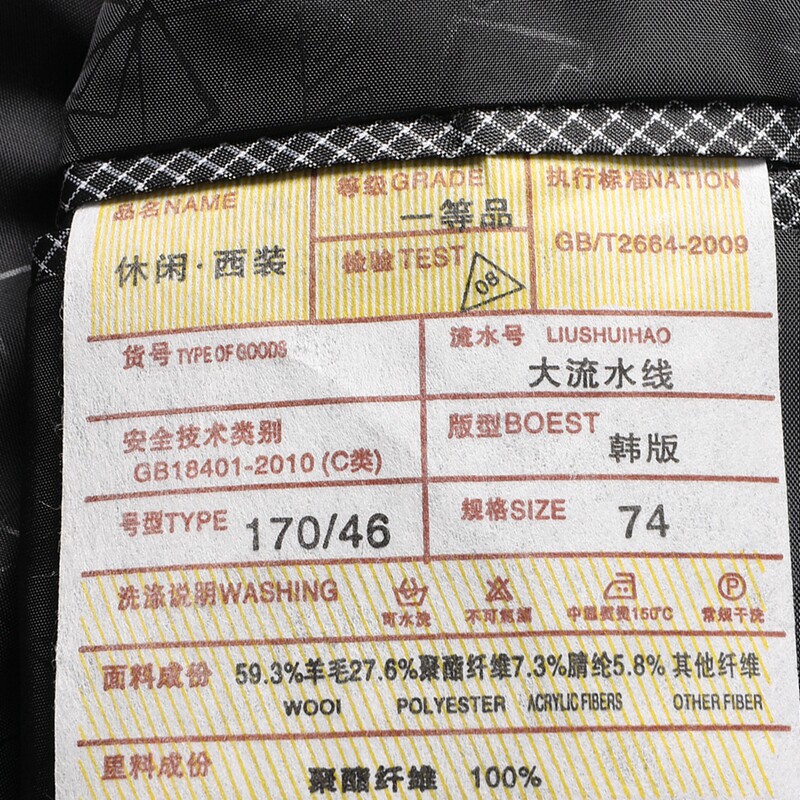 品名NAME
休闲·西装
等级GRADE
一等品
检验TEST
08
执行标准NATION
GB/T2664-2009
货号 TYPE OF GOODS
流水号 LIUSHUIHAO
大流水线
安全技术类别
GB18401-2010 (C类)
版型BOEST
韩版
号型TYPE 170/46
规格SIZE 74
洗涤说明WASHING
可水洗
不可氯漂
中温熨烫150℃
P
常规干洗
面料成份 59.3%羊毛27.6%聚酯纤维7.3%腈纶5.8% 其他纤维
WOOI POLYESTER ACRYLIC FIBERS OTHER FIBER
里料成份 聚酯纤维 100%